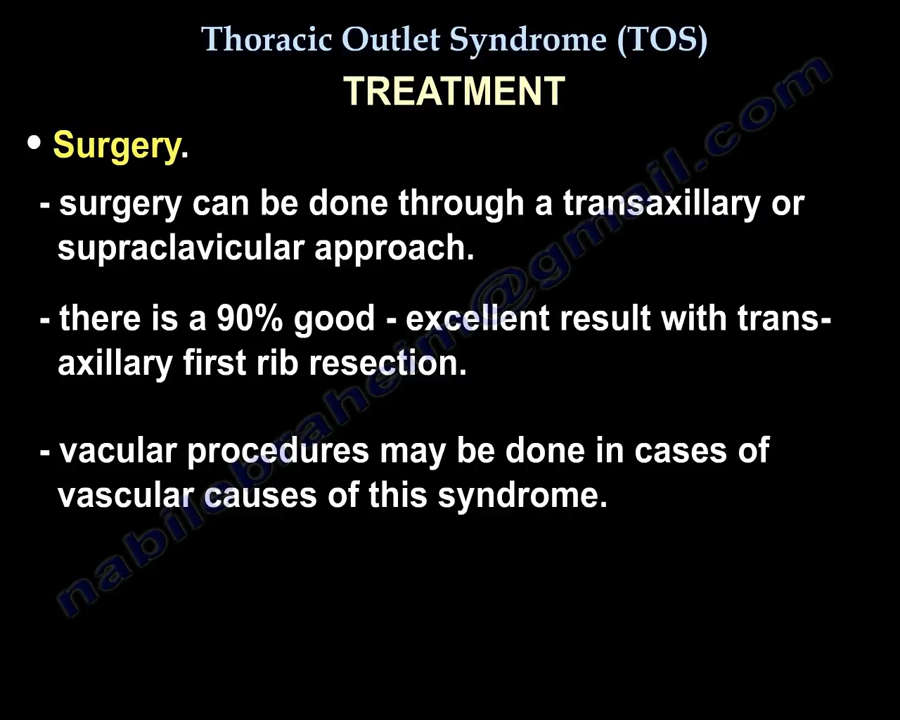 Thoracic Outlet Syndrome (TOS)
TREATMENT
• Surgery.
- surgery can be done through a transaxillary or
supraclavicular approach.
- there is a 90% good - excellent result with trans-
axillary first rib resection.
- vacular procedures may be done in cases of
vascular causes of this syndrome.
nabilebraheim@gmail.com